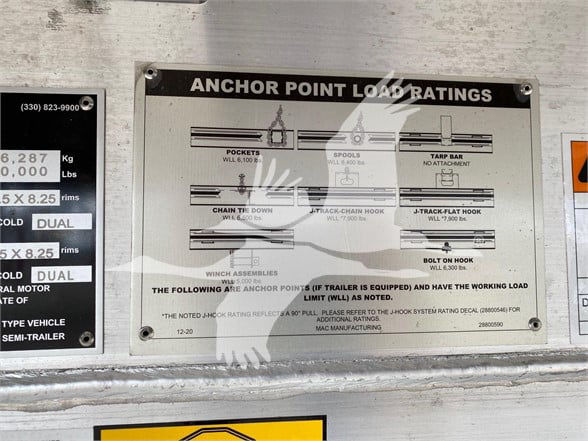 (330) 823-9900
6,287 Kg
0,000 Lbs
.5 X 8.25 rims
COLD DUAL
5 X 8.25 rims
COLD DUAL
RAL MOTOR
ATE OF
TYPE VEHICLE
SEMI-TRAILER
ANCHOR POINT LOAD RATINGS
POCKETS
WLL 6,100 lbs.
SPOOLS
WLL 6,400 lbs.
TARP BAR
NO ATTACHMENT
CHAIN TIE DOWN
WLL 6,600 lbs.
J-TRACK-CHAIN HOOK
WLL *7,900 lbs.
J-TRACK-FLAT HOOK
WLL *7,900 lbs.
WINCH ASSEMBLIES
WLL 5,000 lbs.
BOLT ON HOOK
WLL 6,300 lbs.
THE FOLLOWING ARE ANCHOR POINTS (IF TRAILER IS EQUIPPED) AND HAVE THE WORKING LOAD
LIMIT (WLL) AS NOTED.
*THE NOTED J-HOOK RATING REFLECTS A 90° PULL. PLEASE REFER TO THE J-HOOK SYSTEM RATING DECAL (28800546) FOR
ADDITIONAL RATINGS.
12-20 MAC MANUFACTURING 28800590